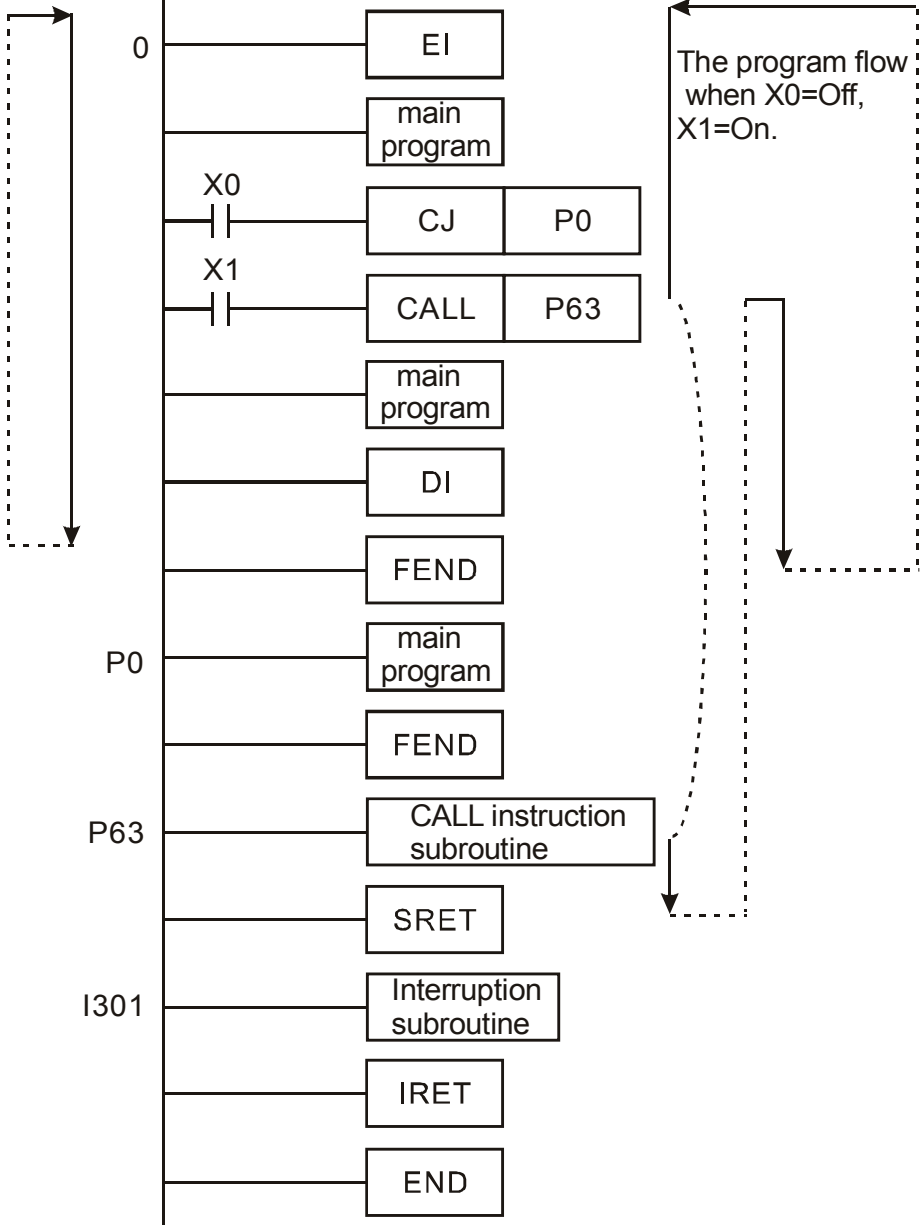 The program flow
when X0=Off,
X1=On.
0
EI
main
program
X0
CJ P0
X1
CALL P63
main
program
DI
FEND
P0
main
program
FEND
P63
CALL instruction
subroutine
SRET
I301
Interruption
subroutine
IRET
END